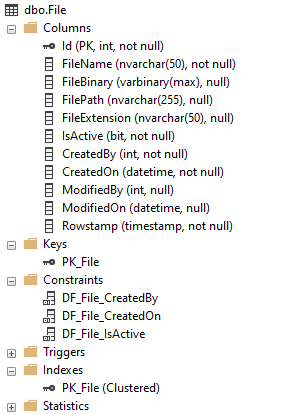 dbo.File
Columns
Id (PK, int, not null)
FileName (nvarchar(50), not null)
FileBinary (varbinary(max), null)
FilePath (nvarchar(255), null)
FileExtension (nvarchar(50), null)
IsActive (bit, not null)
CreatedBy (int, not null)
CreatedOn (datetime, not null)
ModifiedBy (int, null)
ModifiedOn (datetime, null)
Rowstamp (timestamp, not null)
Keys
PK_File
Constraints
DF_File_CreatedBy
DF_File_CreatedOn
DF_File_IsActive
Triggers
Indexes
PK_File (Clustered)
Statistics